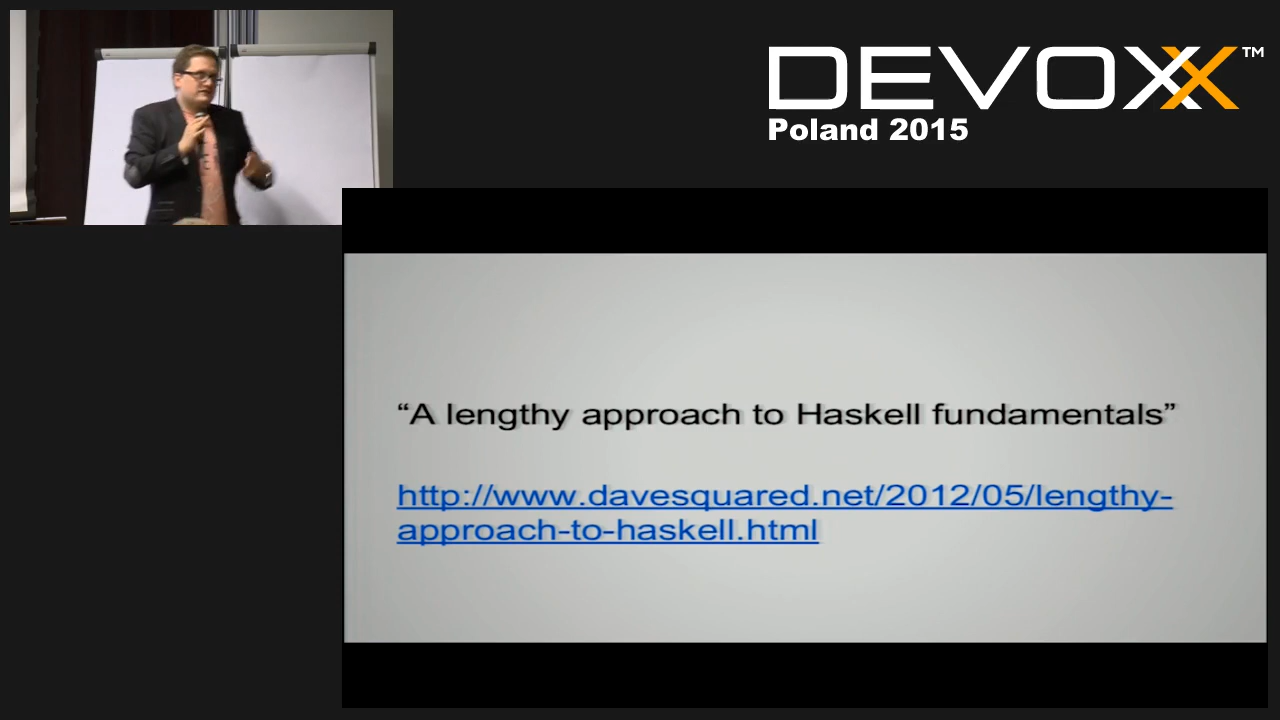 DEVOXX™
Poland 2015
“A lengthy approach to Haskell fundamentals”
http://www.davesquared.net/2012/05/lengthy-
approach-to-haskell.html